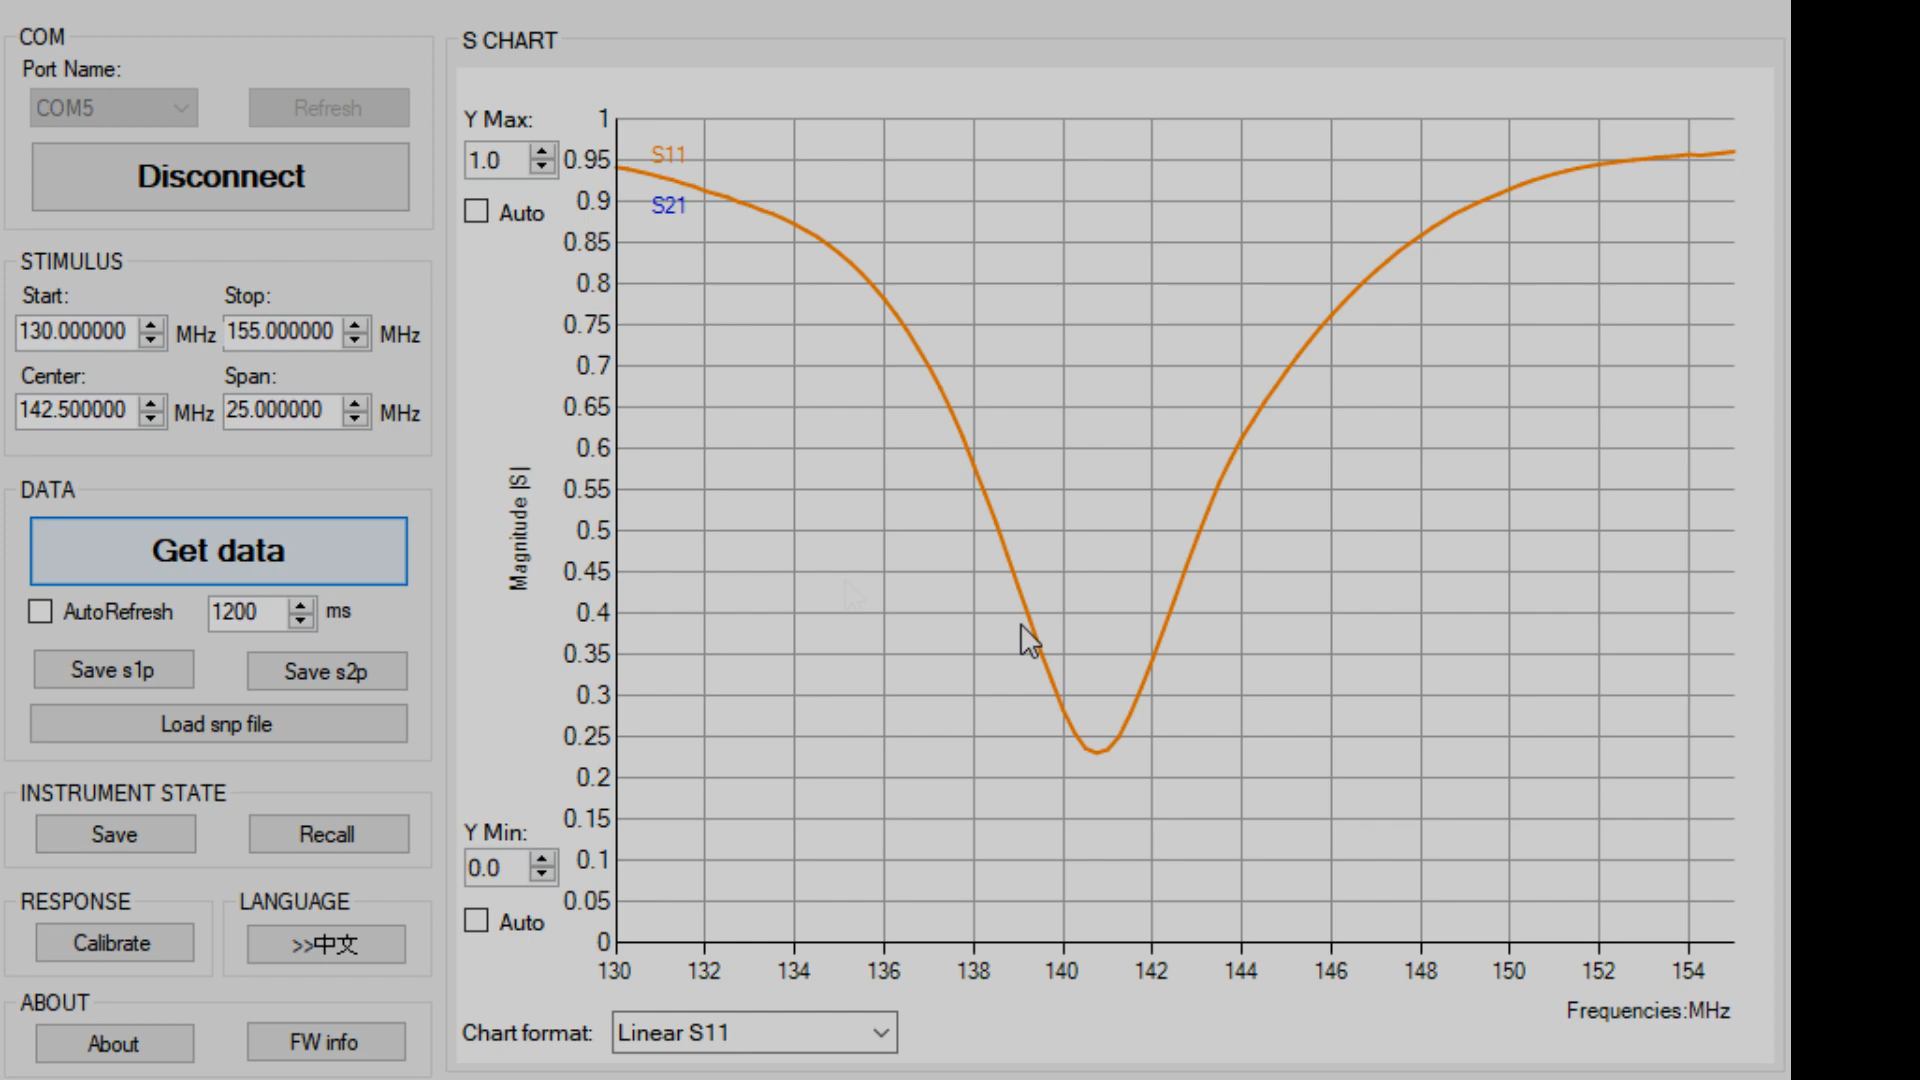 COM
Port Name:
COM5
Refresh
Disconnect
STIMULUS
Start:
Stop:
130.000000 MHz
155.000000 MHz
Center:
Span:
142.500000 MHz
25.000000 MHz
DATA
Get data
AutoRefresh
1200 ms
Save s1p
Save s2p
Load snp file
INSTRUMENT STATE
Save
Recall
RESPONSE
Calibrate
LANGUAGE
>>中文
ABOUT
About
FW info
S CHART
Y Max:
1.0
Auto
Magnitude |S|
Y Min:
0.0
Auto
1
0.95
0.9
0.85
0.8
0.75
0.7
0.65
0.6
0.55
0.5
0.45
0.4
0.35
0.3
0.25
0.2
0.15
0.1
0.05
0
S11
S21
130 132 134 136 138 140 142 144 146 148 150 152 154
Frequencies:MHz
Chart format:
Linear S11